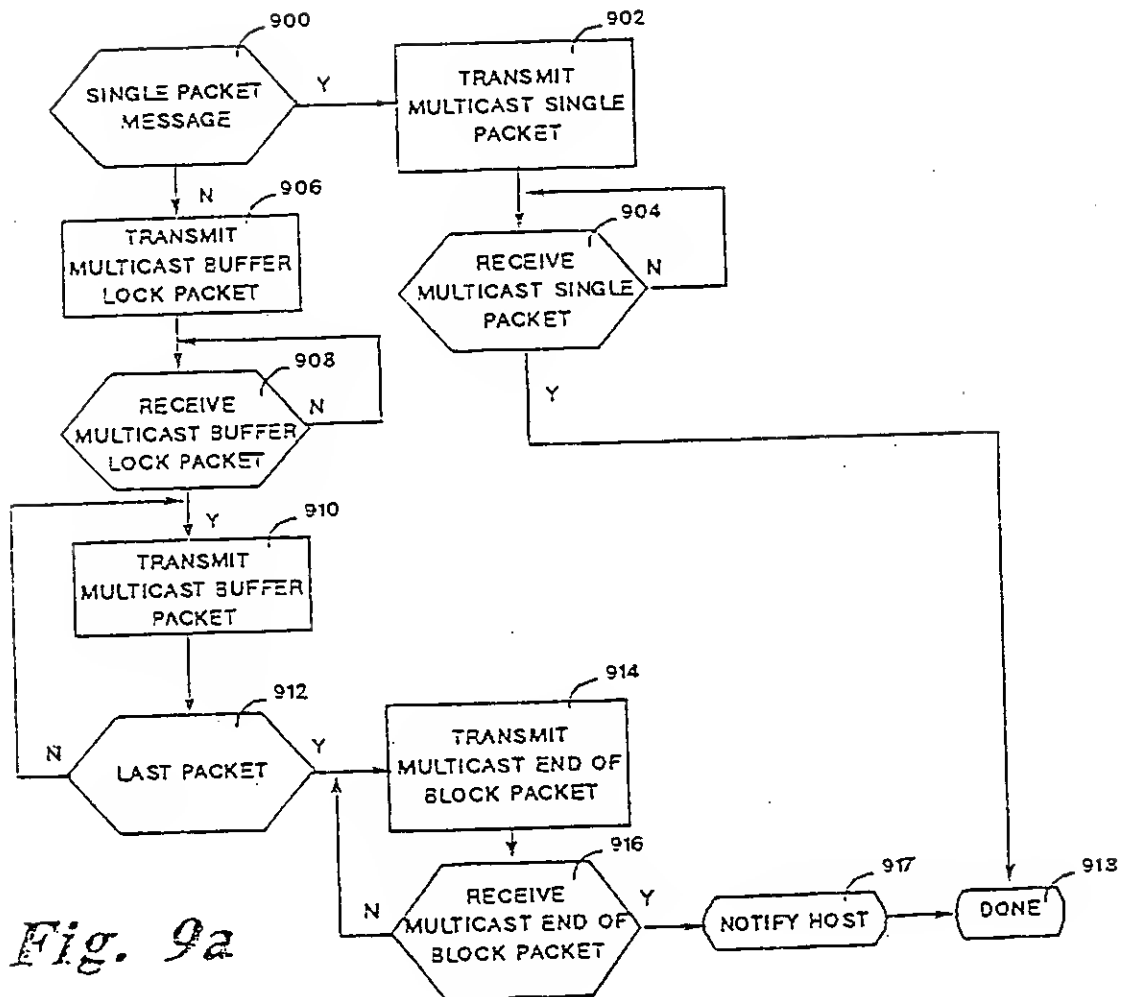 900
SINGLE PACKET
MESSAGE
Y
902
TRANSMIT
MULTICAST SINGLE
PACKET
N
904
RECEIVE
MULTICAST SINGLE
PACKET
N
Y
906
TRANSMIT
MULTICAST BUFFER
LOCK PACKET
908
RECEIVE
MULTICAST BUFFER
LOCK PACKET
N
Y
910
TRANSMIT
MULTICAST BUFFER
PACKET
912
LAST PACKET
N
Y
914
TRANSMIT
MULTICAST END OF
BLOCK PACKET
916
RECEIVE
MULTICAST END OF
BLOCK PACKET
N
Y
917
NOTIFY HOST
918
DONE
Fig. 9a